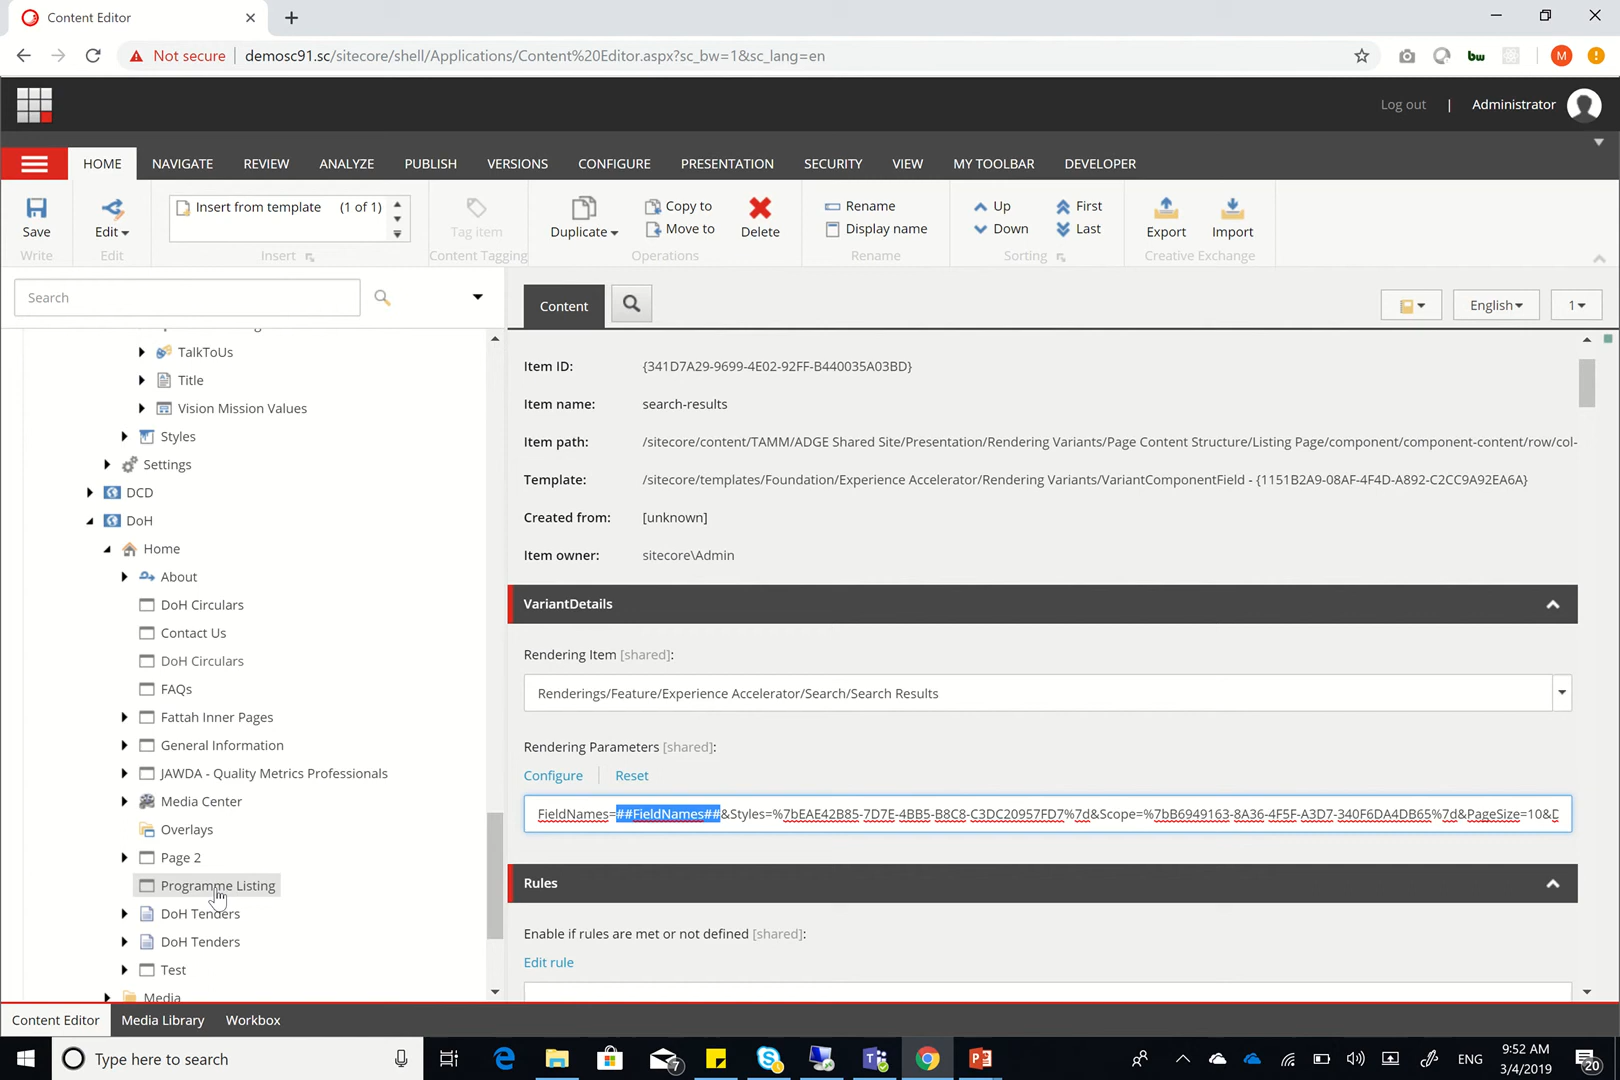 Content Editor
Not secure
demosc91.sc/sitecore/shell/Applications/Content%20Editor.aspx?sc_bw=1&sc_lang=en
bw
M
Log out | Administrator
HOME NAVIGATE REVIEW ANALYZE PUBLISH VERSIONS CONFIGURE PRESENTATION SECURITY VIEW MY TOOLBAR DEVELOPER
Save
Write
Edit
Edit
Insert from template (1 of 1)
Insert
Tag item
Content Tagging
Duplicate
Copy to
Move to
Delete
Operations
Rename
Display name
Rename
Up
Down
First
Last
Sorting
Export
Import
Creative Exchange
Search
TalkToUs
Title
Vision Mission Values
Styles
Settings
DCD
DoH
Home
About
DoH Circulars
Contact Us
DoH Circulars
FAQs
Fattah Inner Pages
General Information
JAWDA - Quality Metrics Professionals
Media Center
Overlays
Page 2
Programme Listing
DoH Tenders
DoH Tenders
Test
Media
Content
English
1
Item ID: {341D7A29-9699-4E02-92FF-B440035A03BD}
Item name: search-results
Item path: /sitecore/content/TAMM/ADGE Shared Site/Presentation/Rendering Variants/Page Content Structure/Listing Page/component/component-content/row/col-
Template: /sitecore/templates/Foundation/Experience Accelerator/Rendering Variants/VariantComponentField - {1151B2A9-08AF-4F4D-A892-C2CC9A92EA6A}
Created from: [unknown]
Item owner: sitecore\Admin
VariantDetails
Rendering Item [shared]:
Renderings/Feature/Experience Accelerator/Search/Search Results
Rendering Parameters [shared]:
Configure | Reset
FieldNames=##FieldNames##&Styles=%7bEAE42B85-7D7E-4BB5-B8C8-C3DC20957FD7%7d&Scope=%7bB6949163-8A36-4F5F-A3D7-340F6DA4DB65%7d&PageSize=10&D
Rules
Enable if rules are met or not defined [shared]:
Edit rule
Content Editor Media Library Workbox
Type here to search
7
ENG
9:52 AM
3/4/2019
20